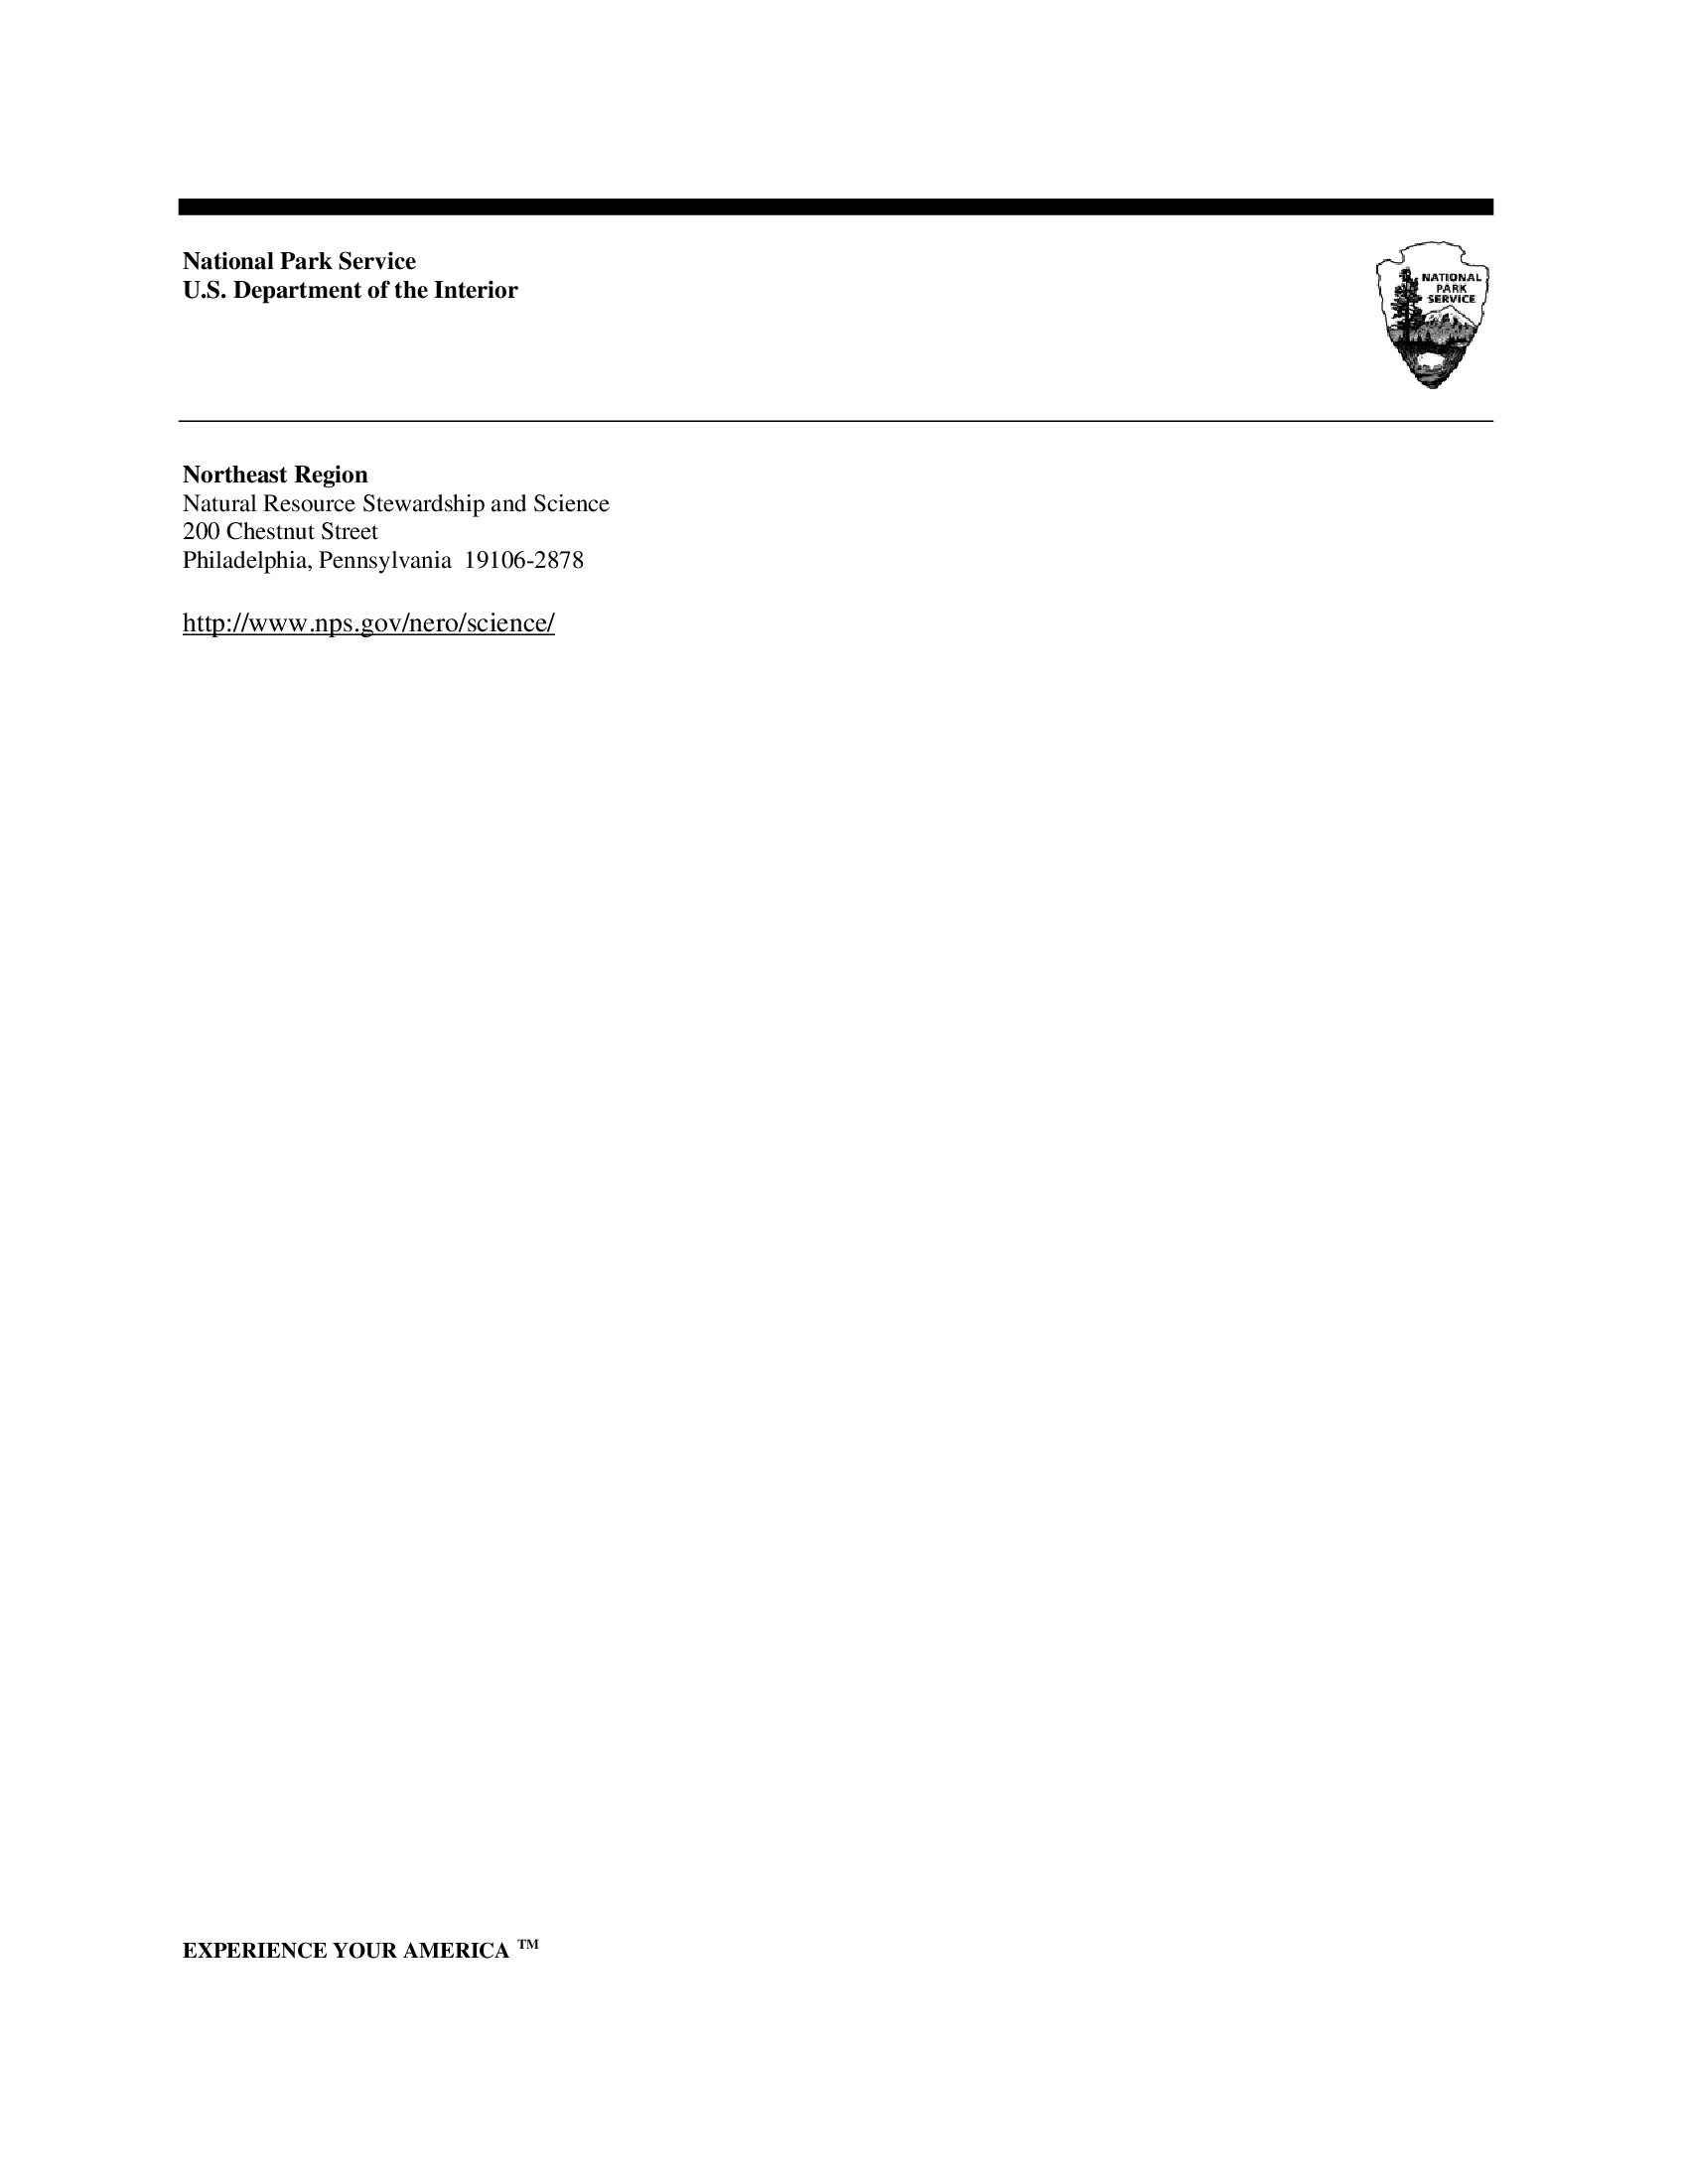 National Park Service
U.S. Department of the Interior
NATIONAL
PARK
SERVICE
Northeast Region
Natural Resource Stewardship and Science
200 Chestnut Street
Philadelphia, Pennsylvania  19106-2878
http://www.nps.gov/nero/science/
EXPERIENCE YOUR AMERICA ™